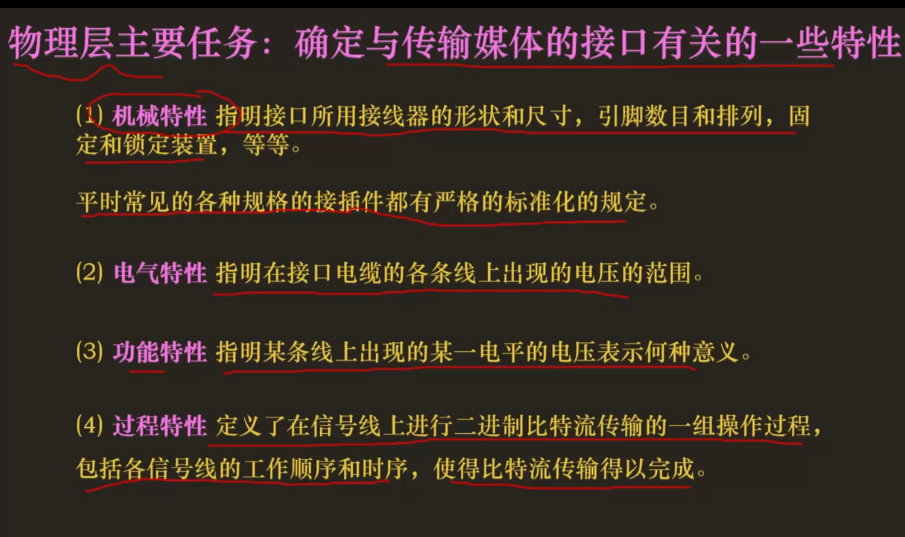 物理层主要任务：确定与传输媒体的接口有关的一些特性
(1) 机械特性 指明接口所用接线器的形状和尺寸，引脚数目和排列，固
定和锁定装置，等等。
平时常见的各种规格的接插件都有严格的标准化的规定。
(2) 电气特性 指明在接口电缆的各条线上出现的电压的范围。
(3) 功能特性 指明某条线上出现的某一电平的电压表示何种意义。
(4) 过程特性 定义了在信号线上进行二进制比特流传输的一组操作过程，
包括各信号线的工作顺序和时序，使得比特流传输得以完成。